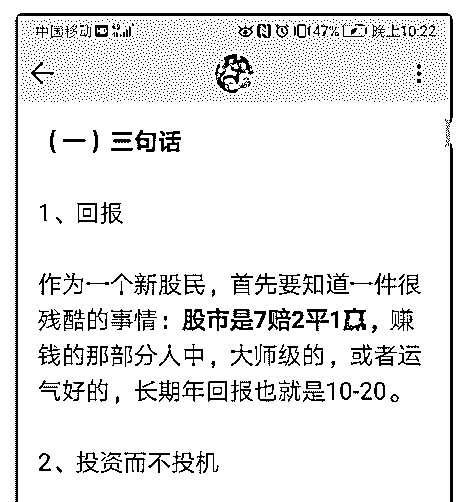 中国移动 HD 47% 晚上10:22
（一）三句话
1、回报
作为一个新股民，首先要知道一件很
残酷的事情：股市是7赔2平1，赚
钱的那部分人中，大师级的，或者运
气好的，长期年回报也就是10-20。
2、投资而不投机